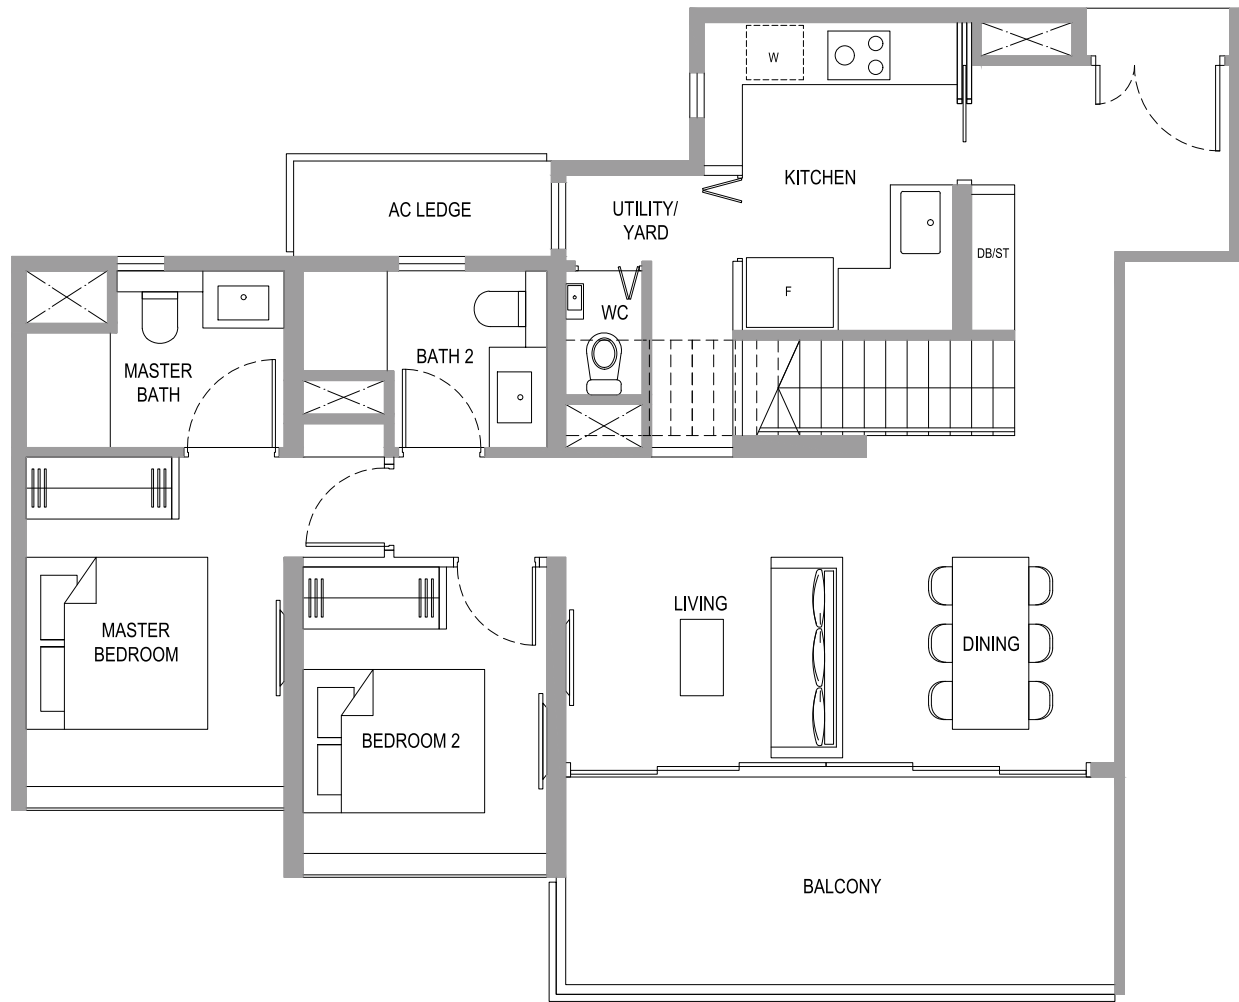 W
KITCHEN
AC LEDGE
UTILITY/
YARD
DB/ST
F
WC
BATH 2
MASTER
BATH
LIVING
MASTER
BEDROOM
DINING
BEDROOM 2
BALCONY